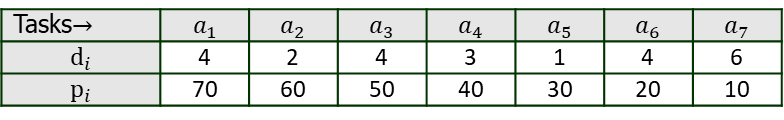 Tasks→ a₁ a₂ a₃ a₄ a₅ a₆ a₇
dᵢ 4 2 4 3 1 4 6
pᵢ 70 60 50 40 30 20 10